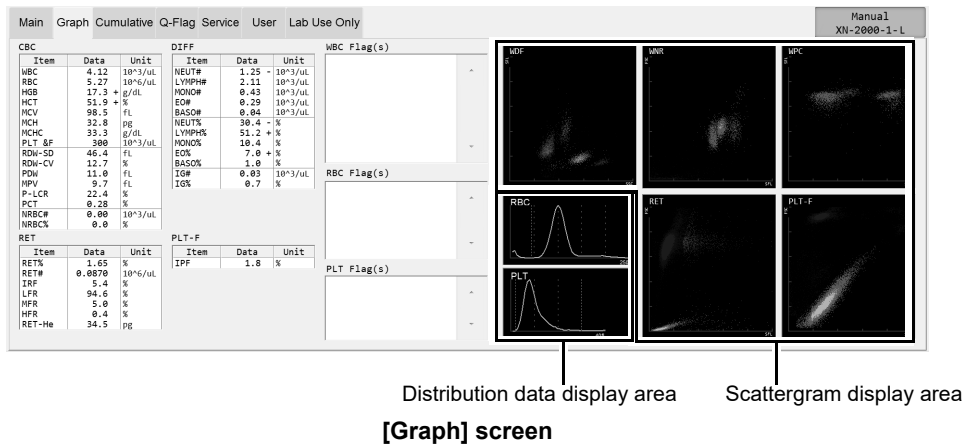 Main Graph Cumulative Q-Flag Service User Lab Use Only
Manual
XN-2000-1-L
CBC
Item Data Unit
WBC 4.12 10^3/uL
RBC 5.27 10^6/uL
HGB 17.3 + g/dL
HCT 51.9 + %
MCV 98.5 fL
MCH 32.8 pg
MCHC 33.3 g/dL
PLT &F 300 10^3/uL
RDW-SD 46.4 fL
RDW-CV 12.7 %
PDW 11.0 fL
MPV 9.7 fL
P-LCR 22.4 %
PCT 0.28 %
NRBC# 0.00 10^3/uL
NRBC% 0.0 %
RET
Item Data Unit
RET% 1.65 %
RET# 0.0870 10^6/uL
IRF 5.4 %
LFR 94.6 %
MFR 5.0 %
HFR 0.4 %
RET-He 34.5 pg
DIFF
Item Data Unit
NEUT# 1.25 - 10^3/uL
LYMPH# 2.11 10^3/uL
MONO# 0.43 10^3/uL
EO# 0.29 10^3/uL
BASO# 0.04 10^3/uL
NEUT% 30.4 - %
LYMPH% 51.2 + %
MONO% 10.4 %
EO% 7.0 + %
BASO% 1.0 %
IG# 0.03 10^3/uL
IG% 0.7 %
PLT-F
Item Data Unit
IPF 1.8 %
WBC Flag(s)
RBC Flag(s)
PLT Flag(s)
WDF
WNR
SFL
WPC
RBC
PLT
RET
SFL
PLT-F
Distribution data display area
Scattergram display area
[Graph] screen